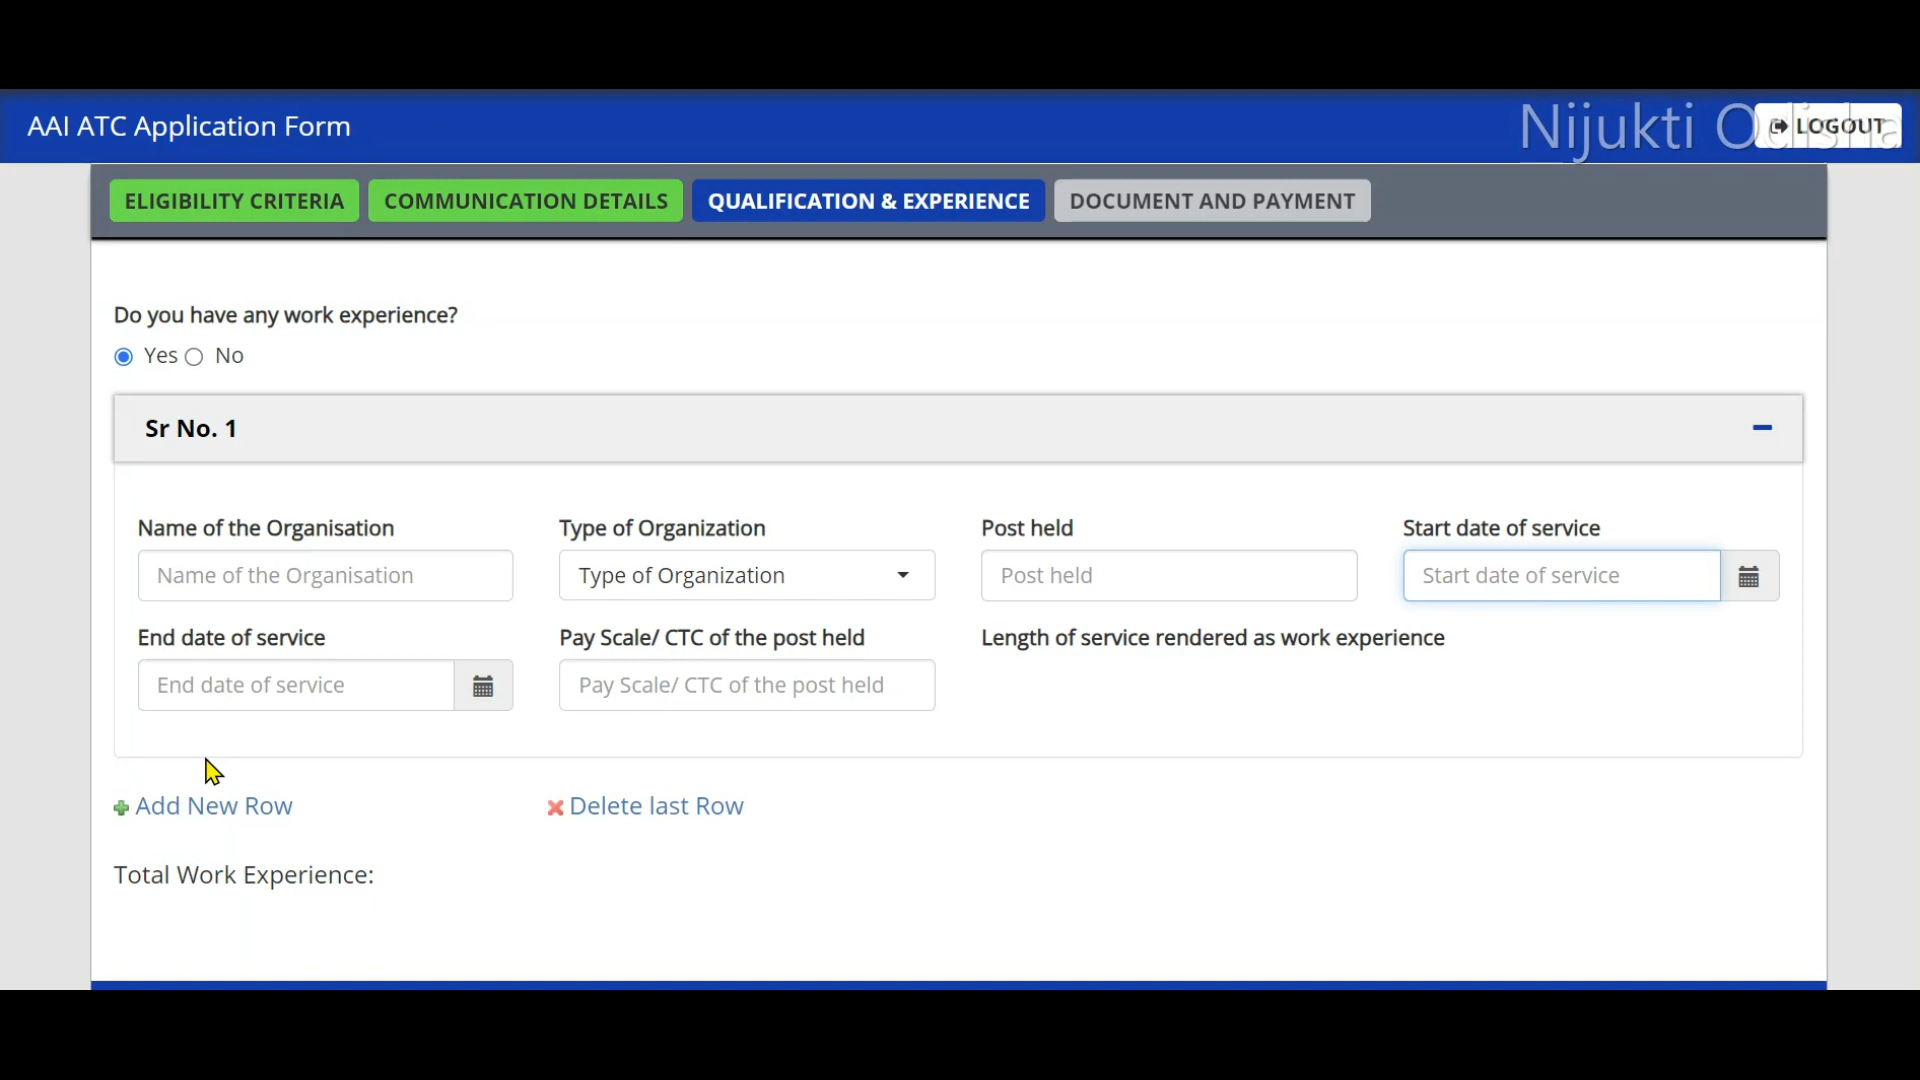 AAI ATC Application Form
Nijukti Odisha
LOGOUT
ELIGIBILITY CRITERIA COMMUNICATION DETAILS QUALIFICATION & EXPERIENCE DOCUMENT AND PAYMENT
Do you have any work experience?
Yes No
Sr No. 1
Name of the Organisation Type of Organization Post held Start date of service
Name of the Organisation Type of Organization Post held Start date of service
End date of service Pay Scale/ CTC of the post held Length of service rendered as work experience
End date of service Pay Scale/ CTC of the post held
Add New Row Delete last Row
Total Work Experience: